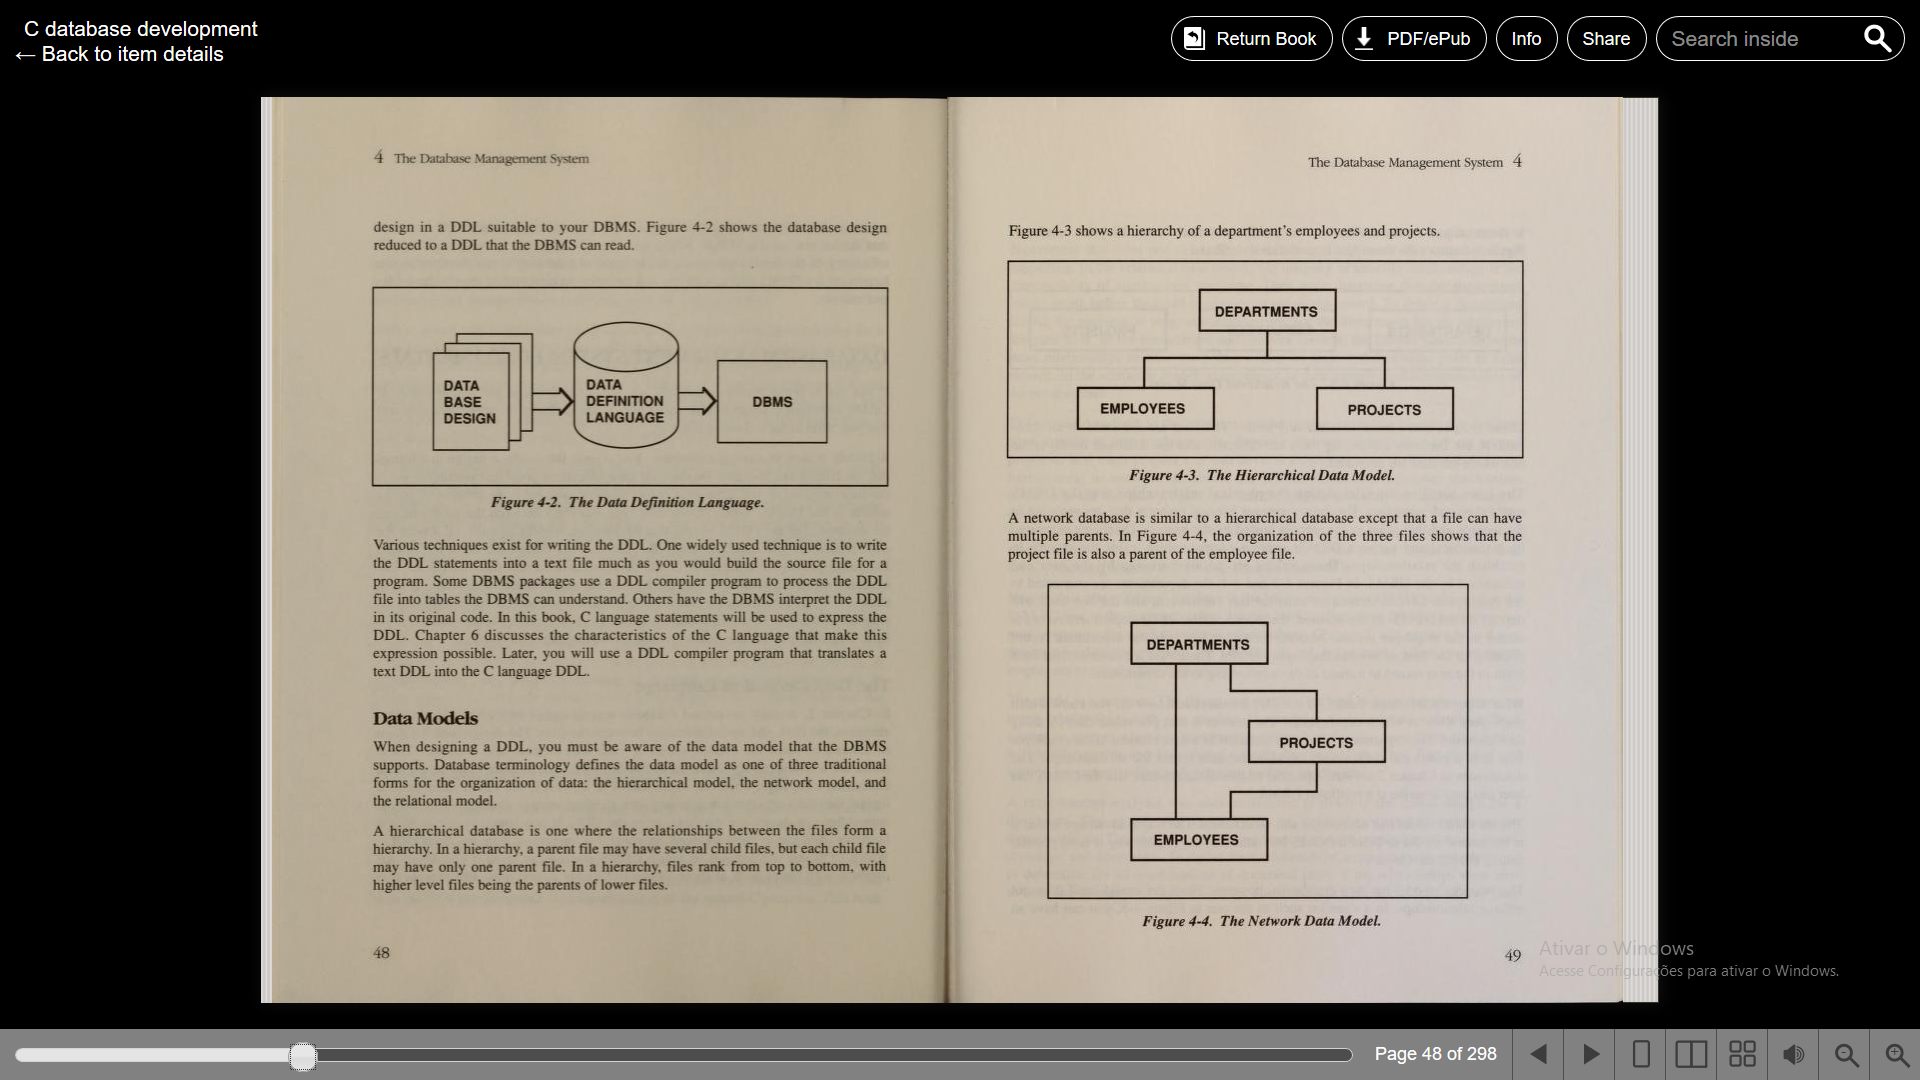 C database development
← Back to item details
Return Book
PDF/ePub
Info
Share
Search inside
4 The Database Management System
design in a DDL suitable to your DBMS. Figure 4-2 shows the database design
reduced to a DDL that the DBMS can read.
DATA
BASE
DESIGN
DATA
DEFINITION
LANGUAGE
DBMS
Figure 4-2. The Data Definition Language.
Various techniques exist for writing the DDL. One widely used technique is to write
the DDL statements into a text file much as you would build the source file for a
program. Some DBMS packages use a DDL compiler program to process the DDL
file into tables the DBMS can understand. Others have the DBMS interpret the DDL
in its original code. In this book, C language statements will be used to express the
DDL. Chapter 6 discusses the characteristics of the C language that make this
expression possible. Later, you will use a DDL compiler program that translates a
text DDL into the C language DDL.
Data Models
When designing a DDL, you must be aware of the data model that the DBMS
supports. Database terminology defines the data model as one of three traditional
forms for the organization of data: the hierarchical model, the network model, and
the relational model.
A hierarchical database is one where the relationships between the files form a
hierarchy. In a hierarchy, a parent file may have several child files, but each child file
may have only one parent file. In a hierarchy, files rank from top to bottom, with
higher level files being the parents of lower files.
48
The Database Management System 4
Figure 4-3 shows a hierarchy of a department's employees and projects.
DEPARTMENTS
EMPLOYEES
PROJECTS
Figure 4-3. The Hierarchical Data Model.
A network database is similar to a hierarchical database except that a file can have
multiple parents. In Figure 4-4, the organization of the three files shows that the
project file is also a parent of the employee file.
DEPARTMENTS
PROJECTS
EMPLOYEES
Figure 4-4. The Network Data Model.
49
Ativar o Windows
Acesse Configurações para ativar o Windows.
Page 48 of 298